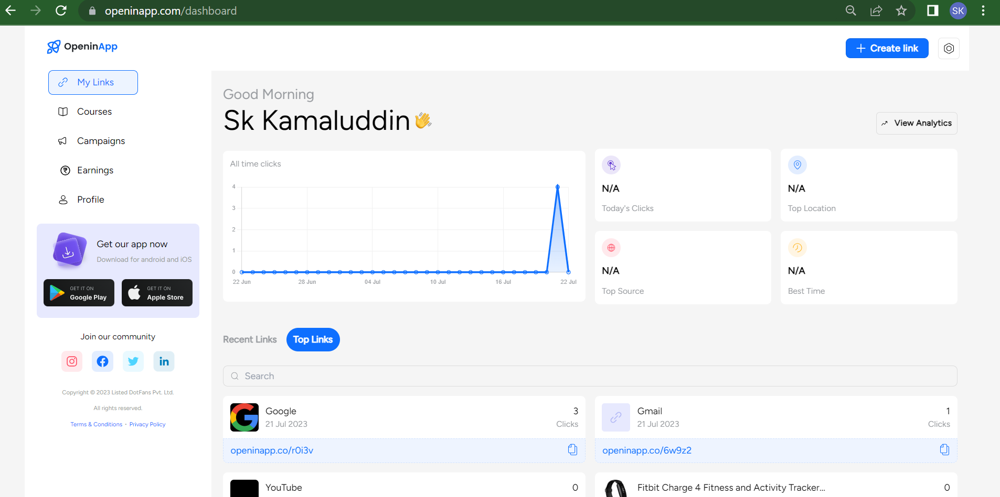 openinapp.com/dashboard
SK
OpeninApp
Create link
My Links
Courses
Campaigns
Earnings
Profile
Get our app now
Download for android and iOS
GET IT ON
Google Play
GET IT ON
Apple Store
Join our community
Copyright © 2023 Listed DotFans Pvt. Ltd.
All rights reserved.
Terms & Conditions • Privacy Policy
Good Morning
Sk Kamaluddin
View Analytics
All time clicks
4
3
2
1
0
22 Jun 28 Jun 04 Jul 10 Jul 16 Jul 22 Jul
N/A
Today's Clicks
N/A
Top Location
N/A
Top Source
N/A
Best Time
Recent Links Top Links
Search
Google 3
21 Jul 2023 Clicks
openinapp.co/r0i3v
Gmail 1
21 Jul 2023 Clicks
openinapp.co/6w9z2
YouTube 0
Fitbit Charge 4 Fitness and Activity Tracker... 0